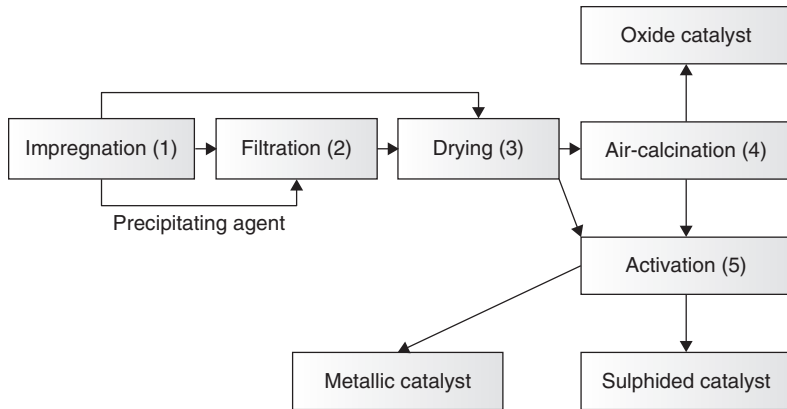 Oxide catalyst
Impregnation (1)
Filtration (2)
Drying (3)
Air-calcination (4)
Precipitating agent
Activation (5)
Metallic catalyst
Sulphided catalyst